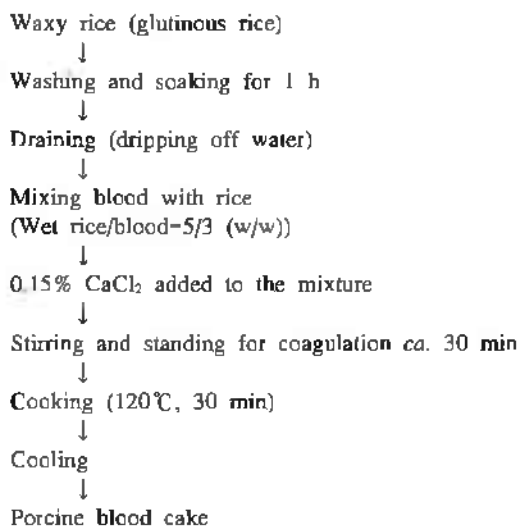 Waxy rice (glutinous rice)
↓
Washing and soaking for 1 h
↓
Draining (dripping off water)
↓
Mixing blood with rice
(Wet rice/blood=5/3 (w/w))
↓
0.15% CaCl₂ added to the mixture
↓
Stirring and standing for coagulation ca. 30 min
↓
Cooking (120℃, 30 min)
↓
Cooling
↓
Porcine blood cake